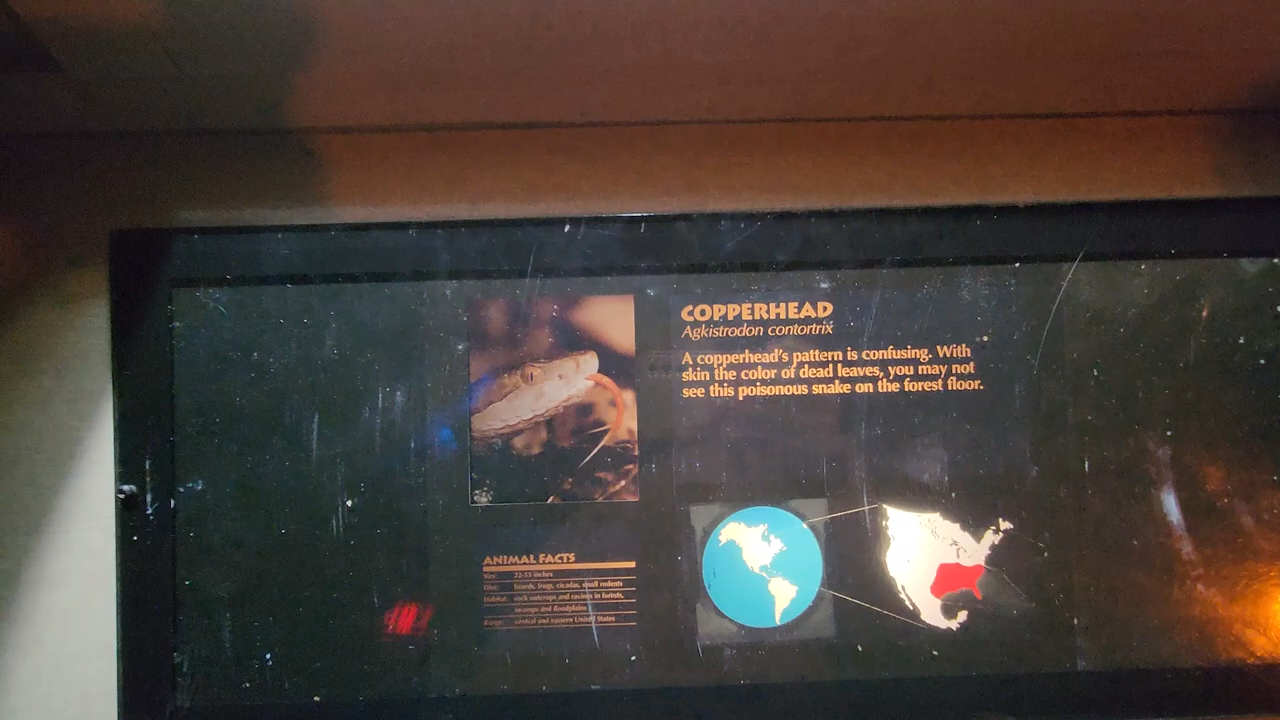 COPPERHEAD
Agkistrodon contortrix
A copperhead's pattern is confusing. With
skin the color of dead leaves, you may not
see this poisonous snake on the forest floor.
ANIMAL FACTS
Size: 22-53 inches
Diet: lizards, frogs, cicadas, small rodents
Habitat: rock outcrops and ravines in forests,
swamps and floodplains
Range: central and eastern United States